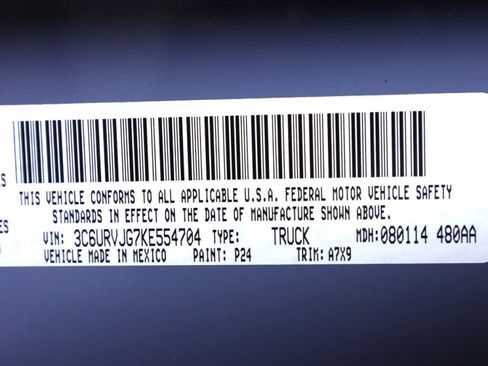 THIS VEHICLE CONFORMS TO ALL APPLICABLE U.S.A. FEDERAL MOTOR VEHICLE SAFETY
STANDARDS IN EFFECT ON THE DATE OF MANUFACTURE SHOWN ABOVE.
VIN: 3C6URVJG7KE554704 TYPE: TRUCK MDH: 080114 480AA
VEHICLE MADE IN MEXICO PAINT: P24 TRIM: A7X9